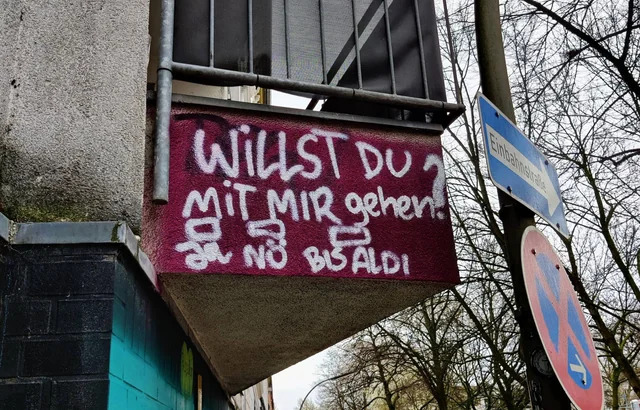 WiLLST DU
MiT MIR gehen?
Ja NO BIS ALDI
Einbahnstraße